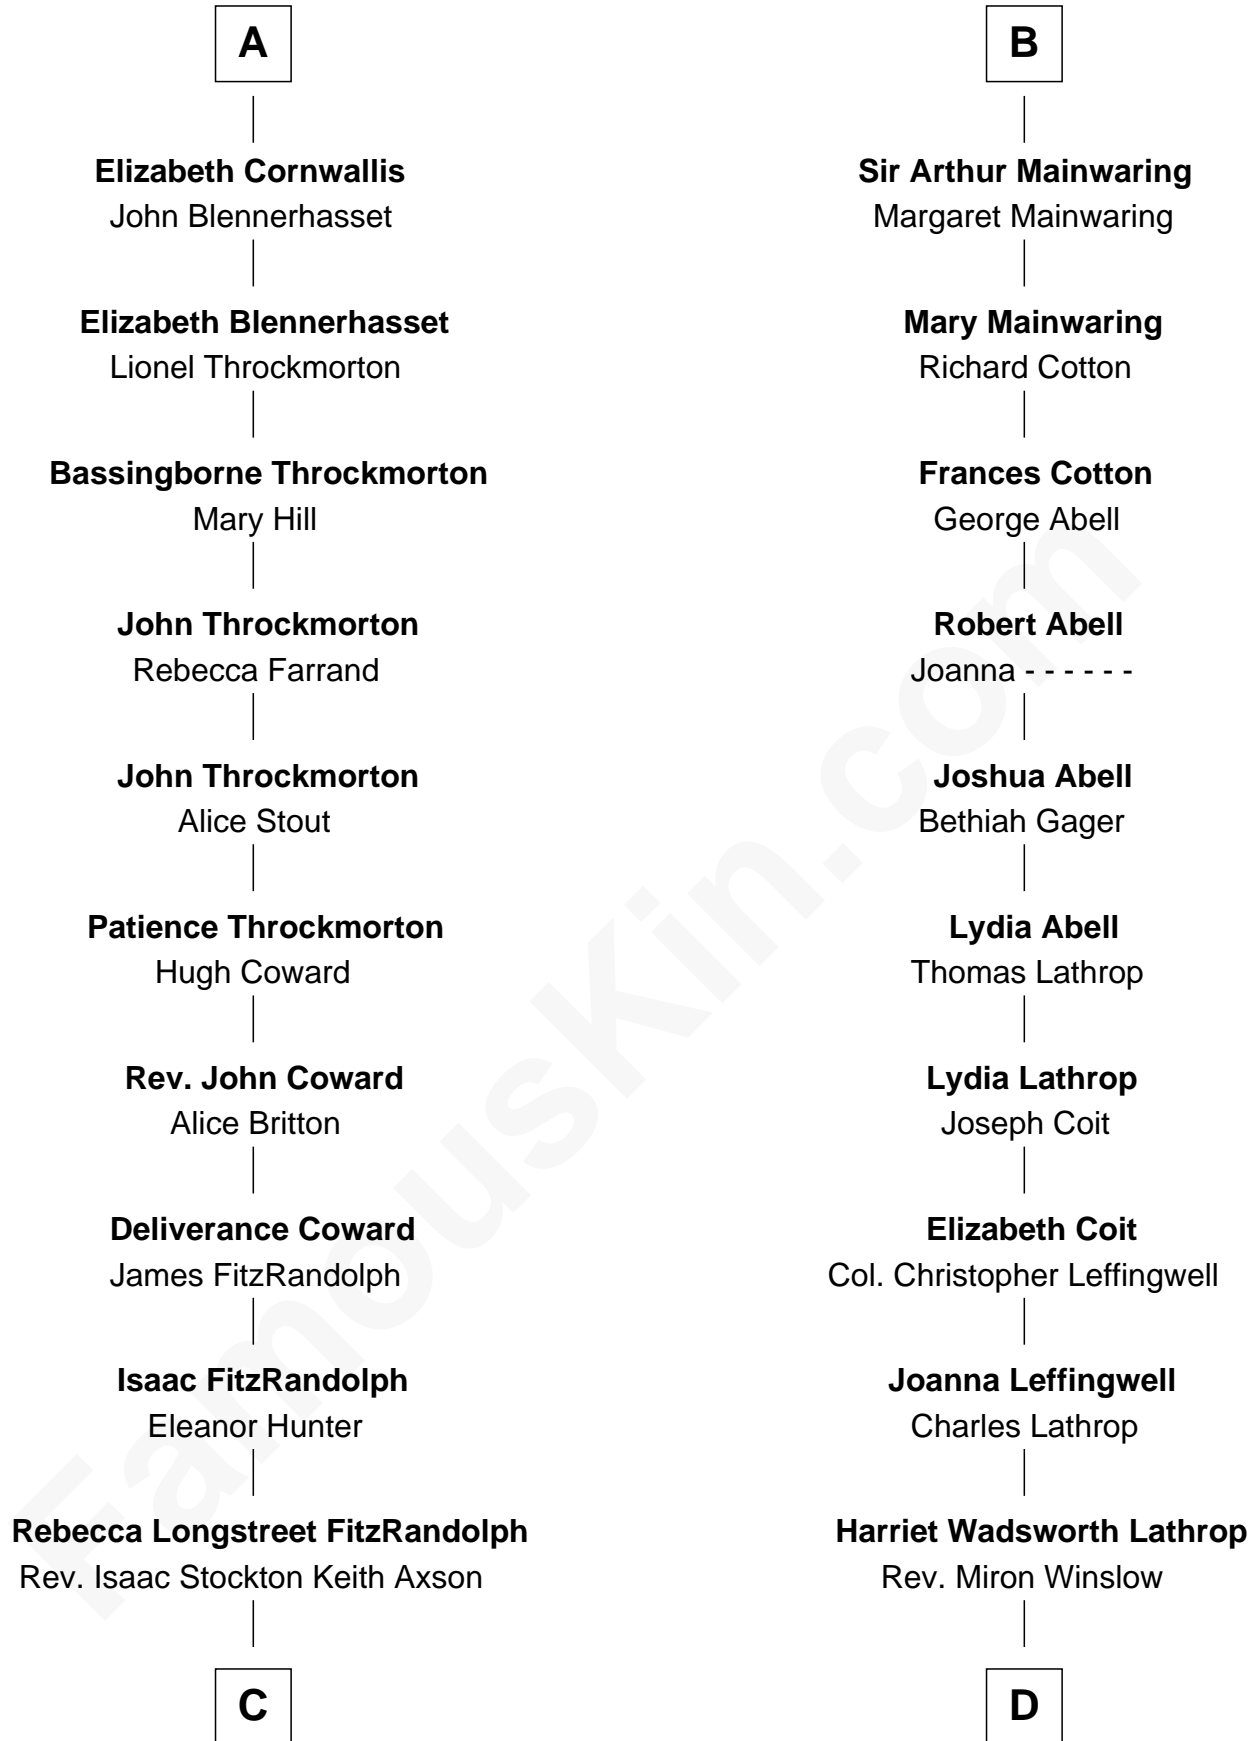 A
Elizabeth Cornwallis
John Blennerhasset
Elizabeth Blennerhasset
Lionel Throckmorton
Bassingborne Throckmorton
Mary Hill
John Throckmorton
Rebecca Farrand
John Throckmorton
Alice Stout
Patience Throckmorton
Hugh Coward
Rev. John Coward
Alice Britton
Deliverance Coward
James FitzRandolph
Isaac FitzRandolph
Eleanor Hunter
Rebecca Longstreet FitzRandolph
Rev. Isaac Stockton Keith Axson
C
B
Sir Arthur Mainwaring
Margaret Mainwaring
Mary Mainwaring
Richard Cotton
Frances Cotton
George Abell
Robert Abell
Joanna - - - - - -
Joshua Abell
Bethiah Gager
Lydia Abell
Thomas Lathrop
Lydia Lathrop
Joseph Coit
Elizabeth Coit
Col. Christopher Leffingwell
Joanna Leffingwell
Charles Lathrop
Harriet Wadsworth Lathrop
Rev. Miron Winslow
D
FamousKin.com